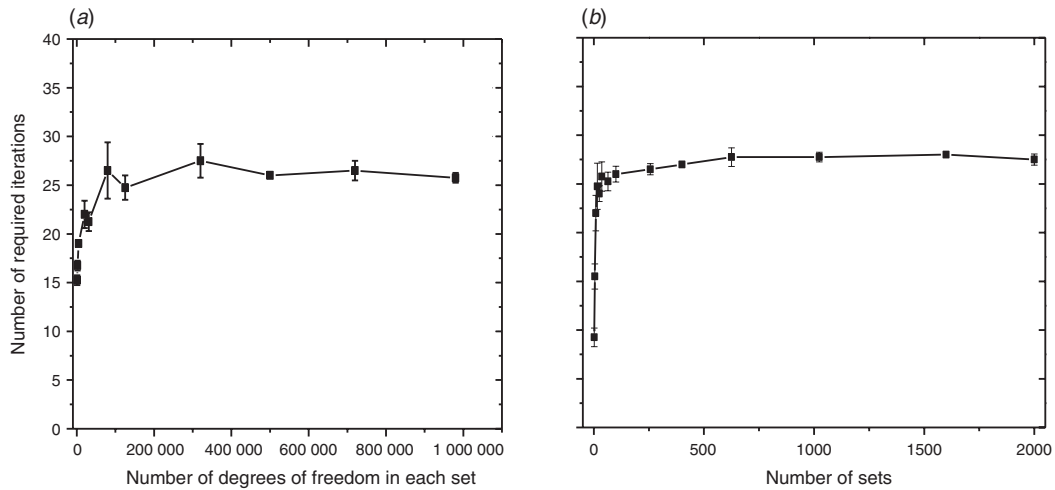 (a)
(b)
40
35
30
25
20
15
10
5
0
Number of required iterations
0 200 000 400 000 600 000 800 000 1 000 000
Number of degrees of freedom in each set
0 500 1000 1500 2000
Number of sets